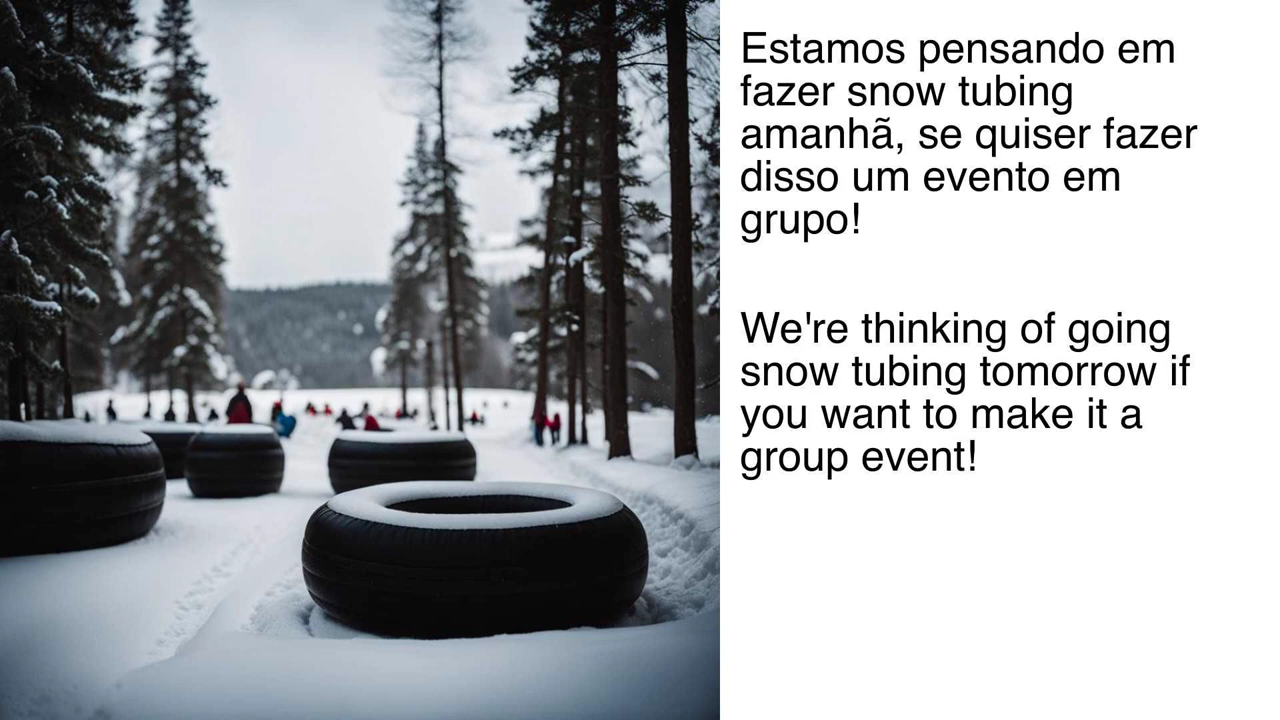 Estamos pensando em
fazer snow tubing
amanhã, se quiser fazer
disso um evento em
grupo!
We're thinking of going
snow tubing tomorrow if
you want to make it a
group event!